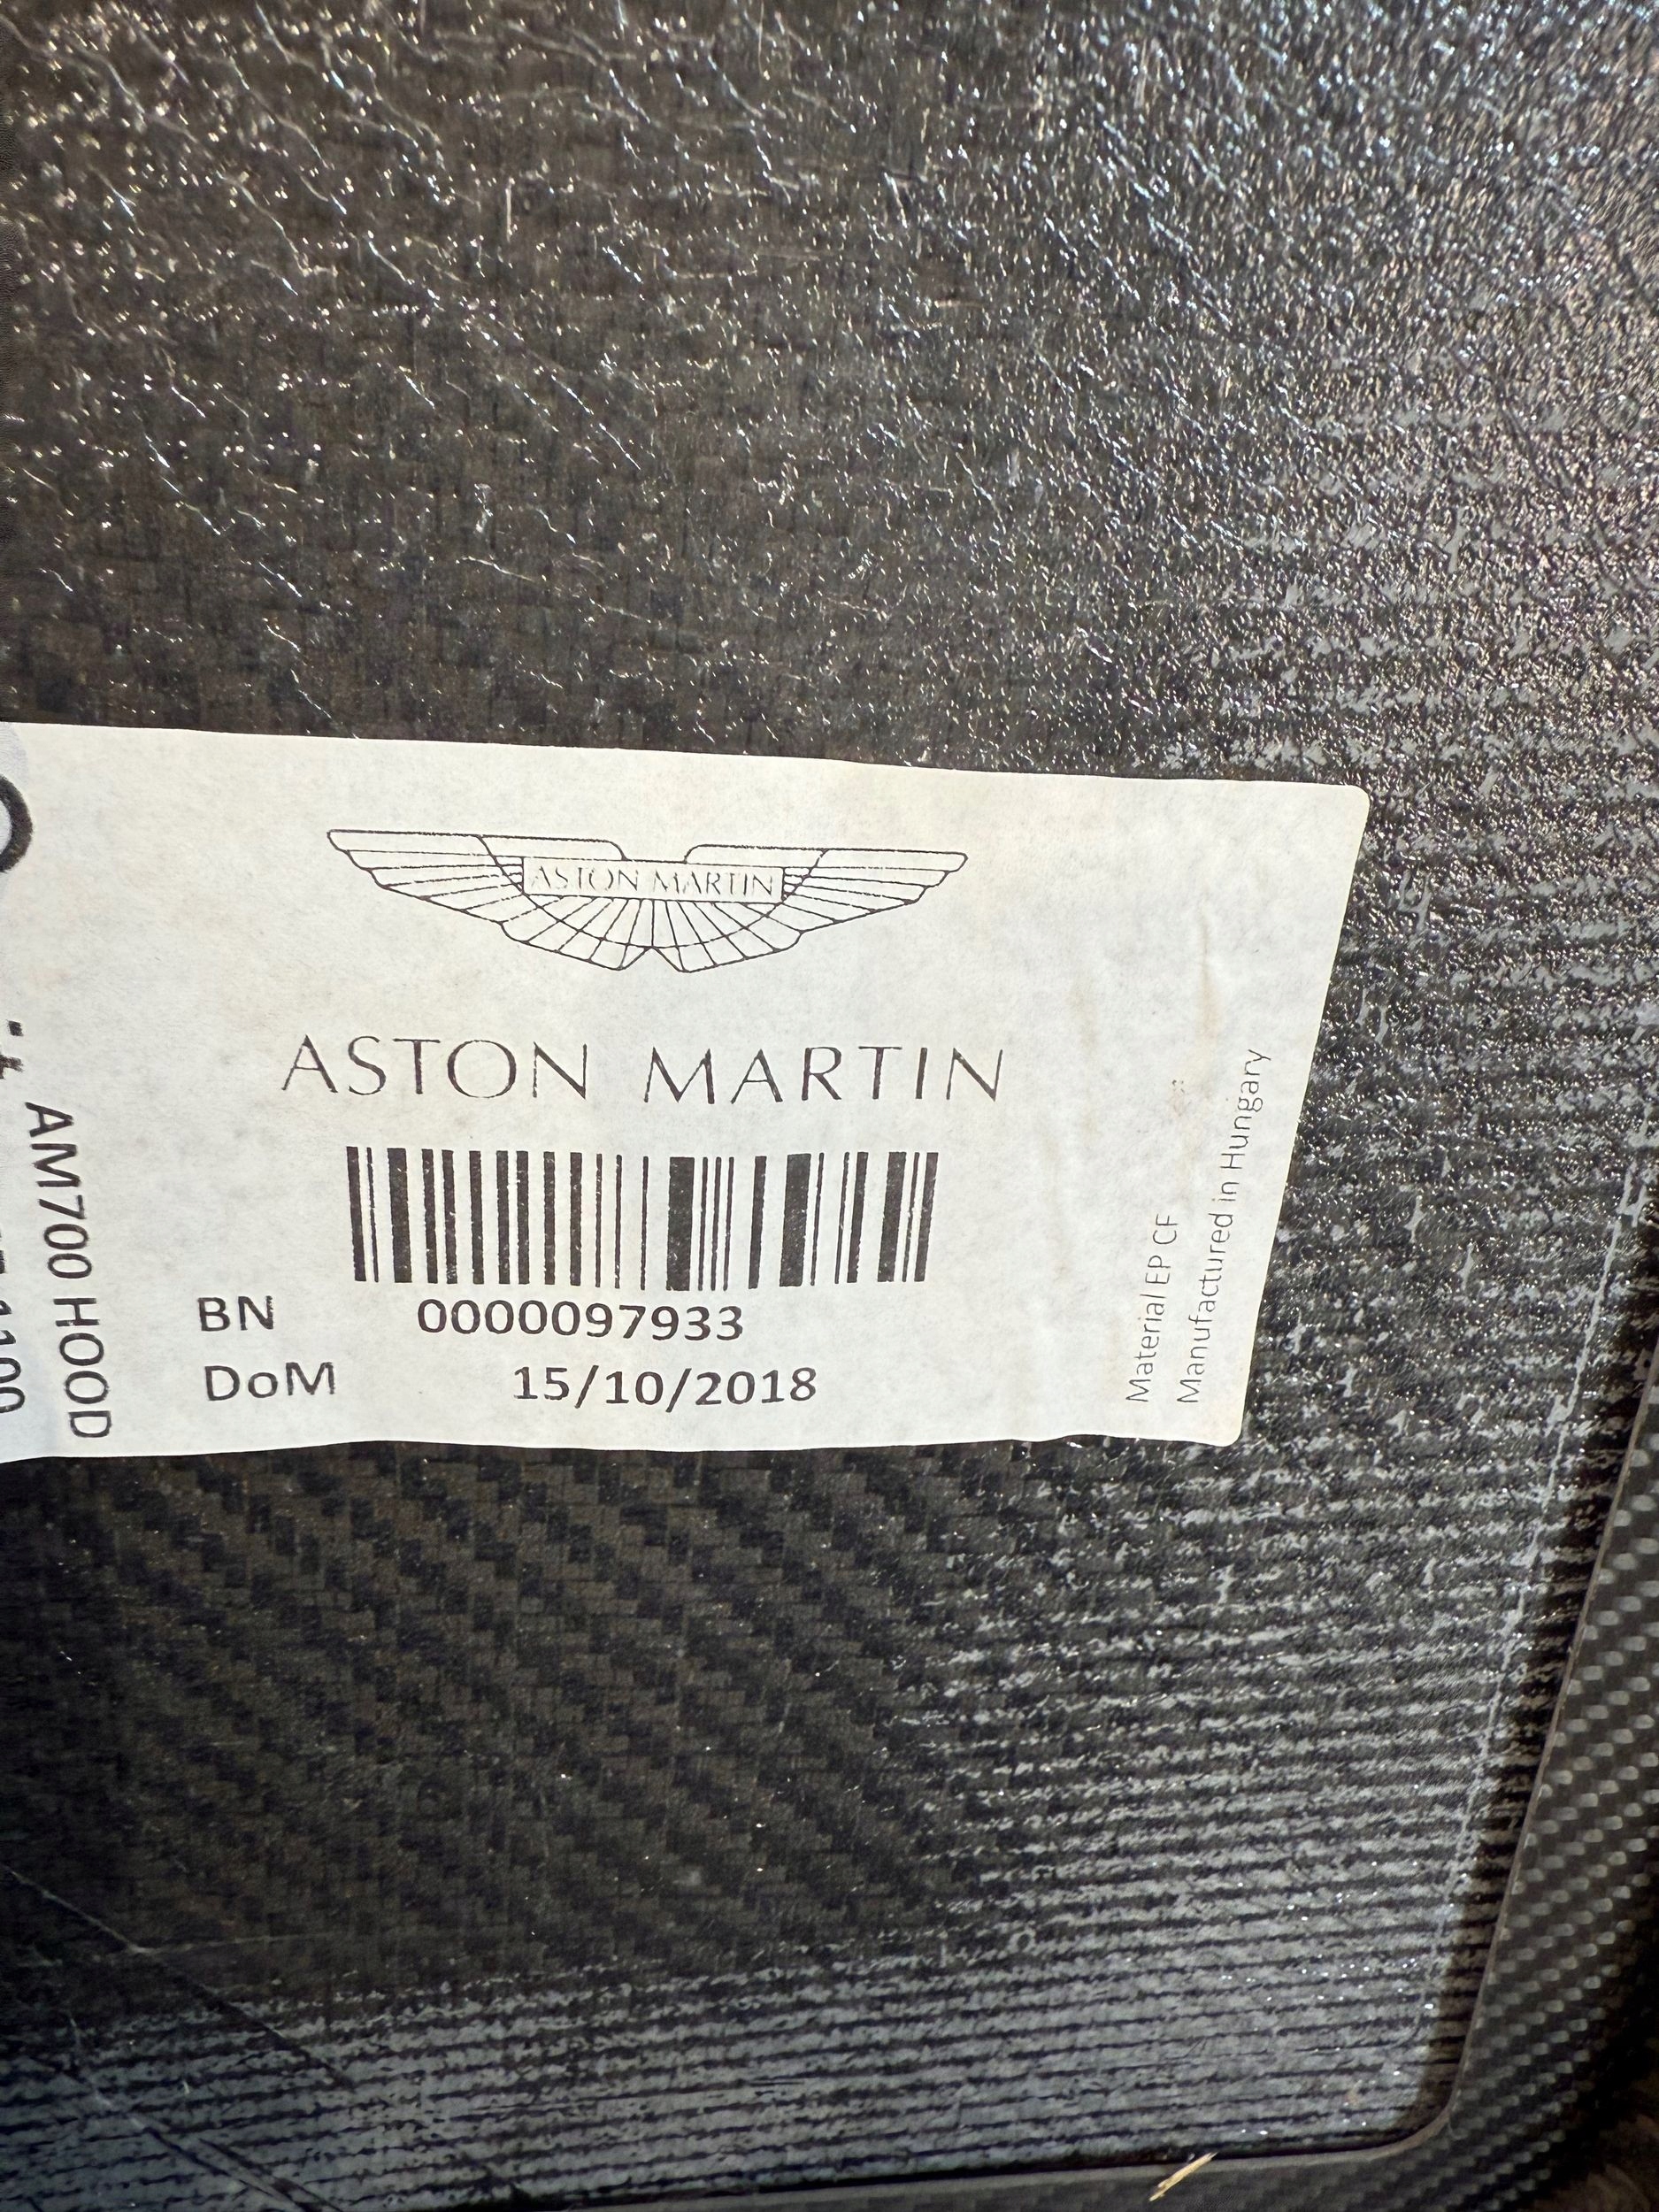 ASTON MARTIN
ASTON MARTIN
BN 0000097933
DoM 15/10/2018
AM700 HOOD
Material EP CF
Manufactured in Hungary